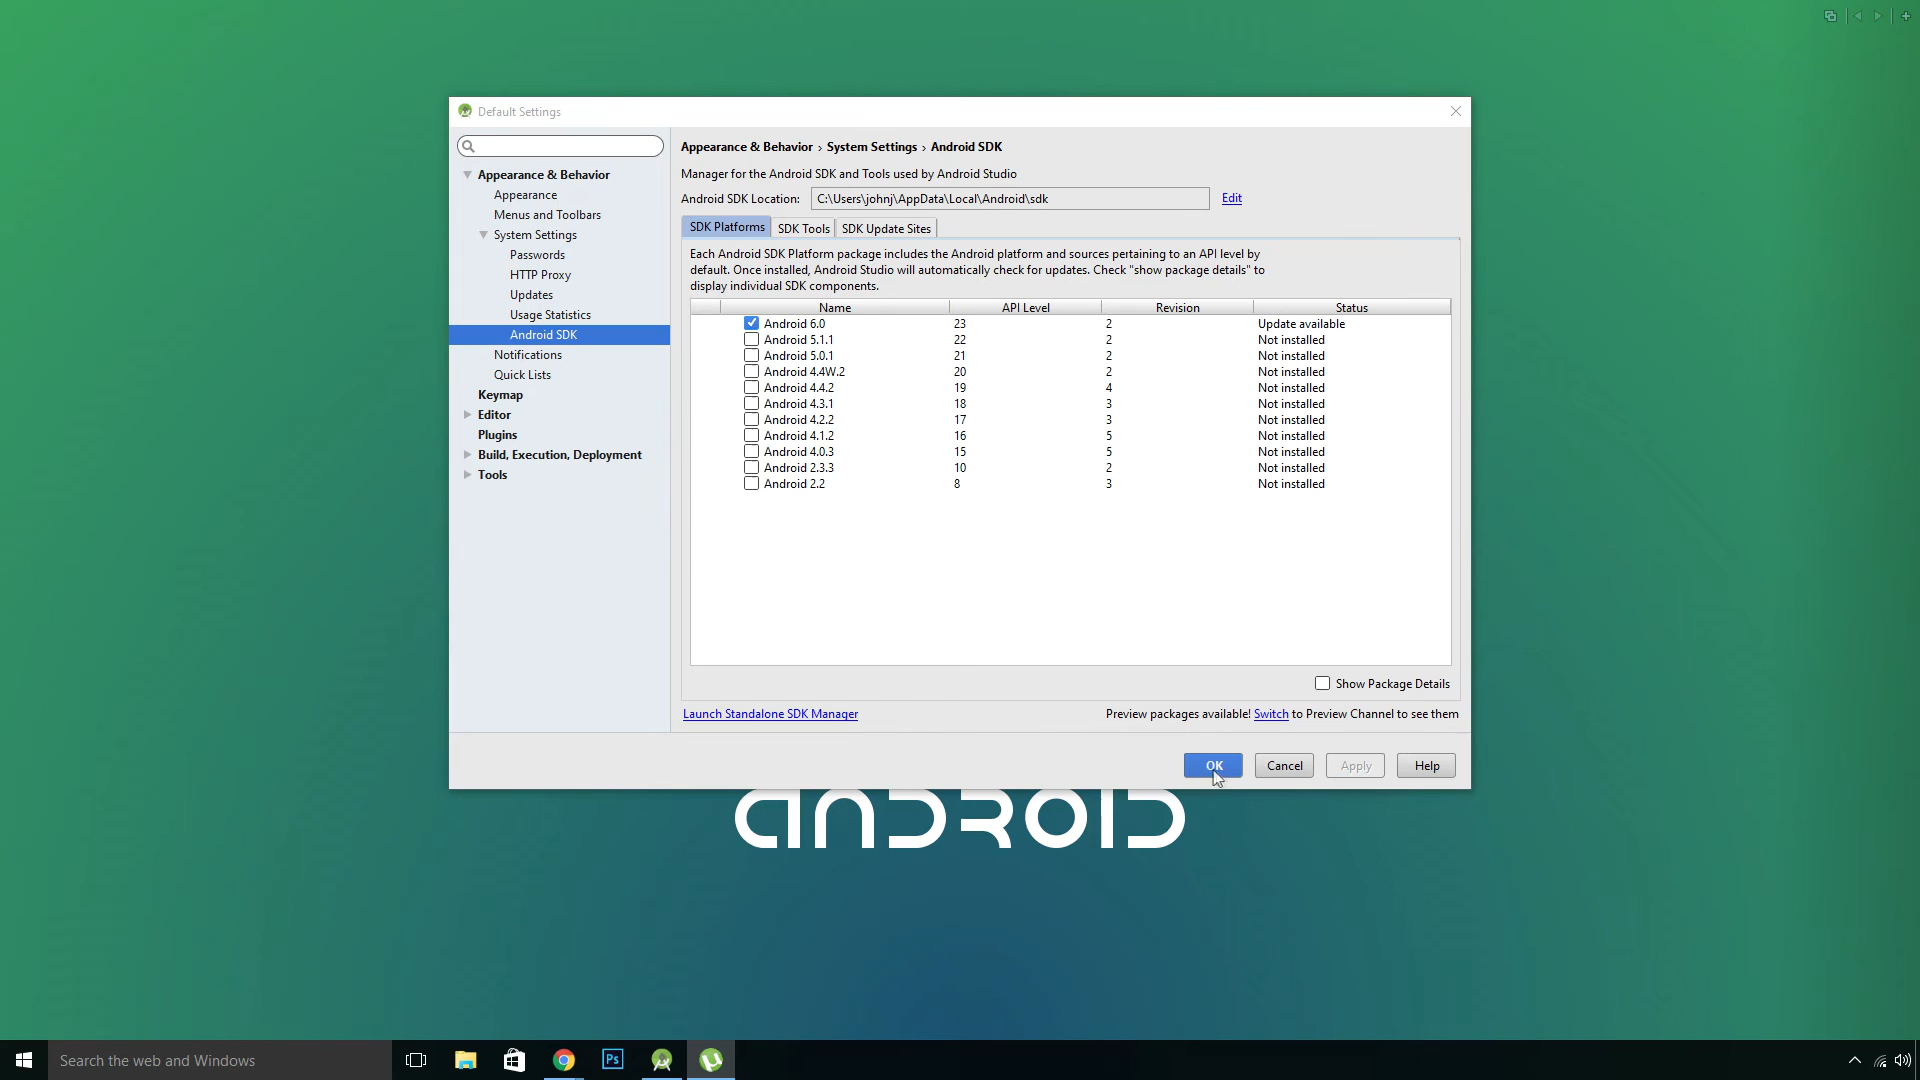 Default Settings
Appearance & Behavior › System Settings › Android SDK
Appearance & Behavior
Appearance
Menus and Toolbars
System Settings
Passwords
HTTP Proxy
Updates
Usage Statistics
Android SDK
Notifications
Quick Lists
Keymap
Editor
Plugins
Build, Execution, Deployment
Tools
Manager for the Android SDK and Tools used by Android Studio
Android SDK Location: C:\Users\johnj\AppData\Local\Android\sdk Edit
SDK Platforms SDK Tools SDK Update Sites
Each Android SDK Platform package includes the Android platform and sources pertaining to an API level by
default. Once installed, Android Studio will automatically check for updates. Check "show package details" to
display individual SDK components.
Name API Level Revision Status
Android 6.0 23 2 Update available
Android 5.1.1 22 2 Not installed
Android 5.0.1 21 2 Not installed
Android 4.4W.2 20 2 Not installed
Android 4.4.2 19 4 Not installed
Android 4.3.1 18 3 Not installed
Android 4.2.2 17 3 Not installed
Android 4.1.2 16 5 Not installed
Android 4.0.3 15 5 Not installed
Android 2.3.3 10 2 Not installed
Android 2.2 8 3 Not installed
Show Package Details
Launch Standalone SDK Manager Preview packages available! Switch to Preview Channel to see them
OK Cancel Apply Help
ANDROID
Search the web and Windows
Ps